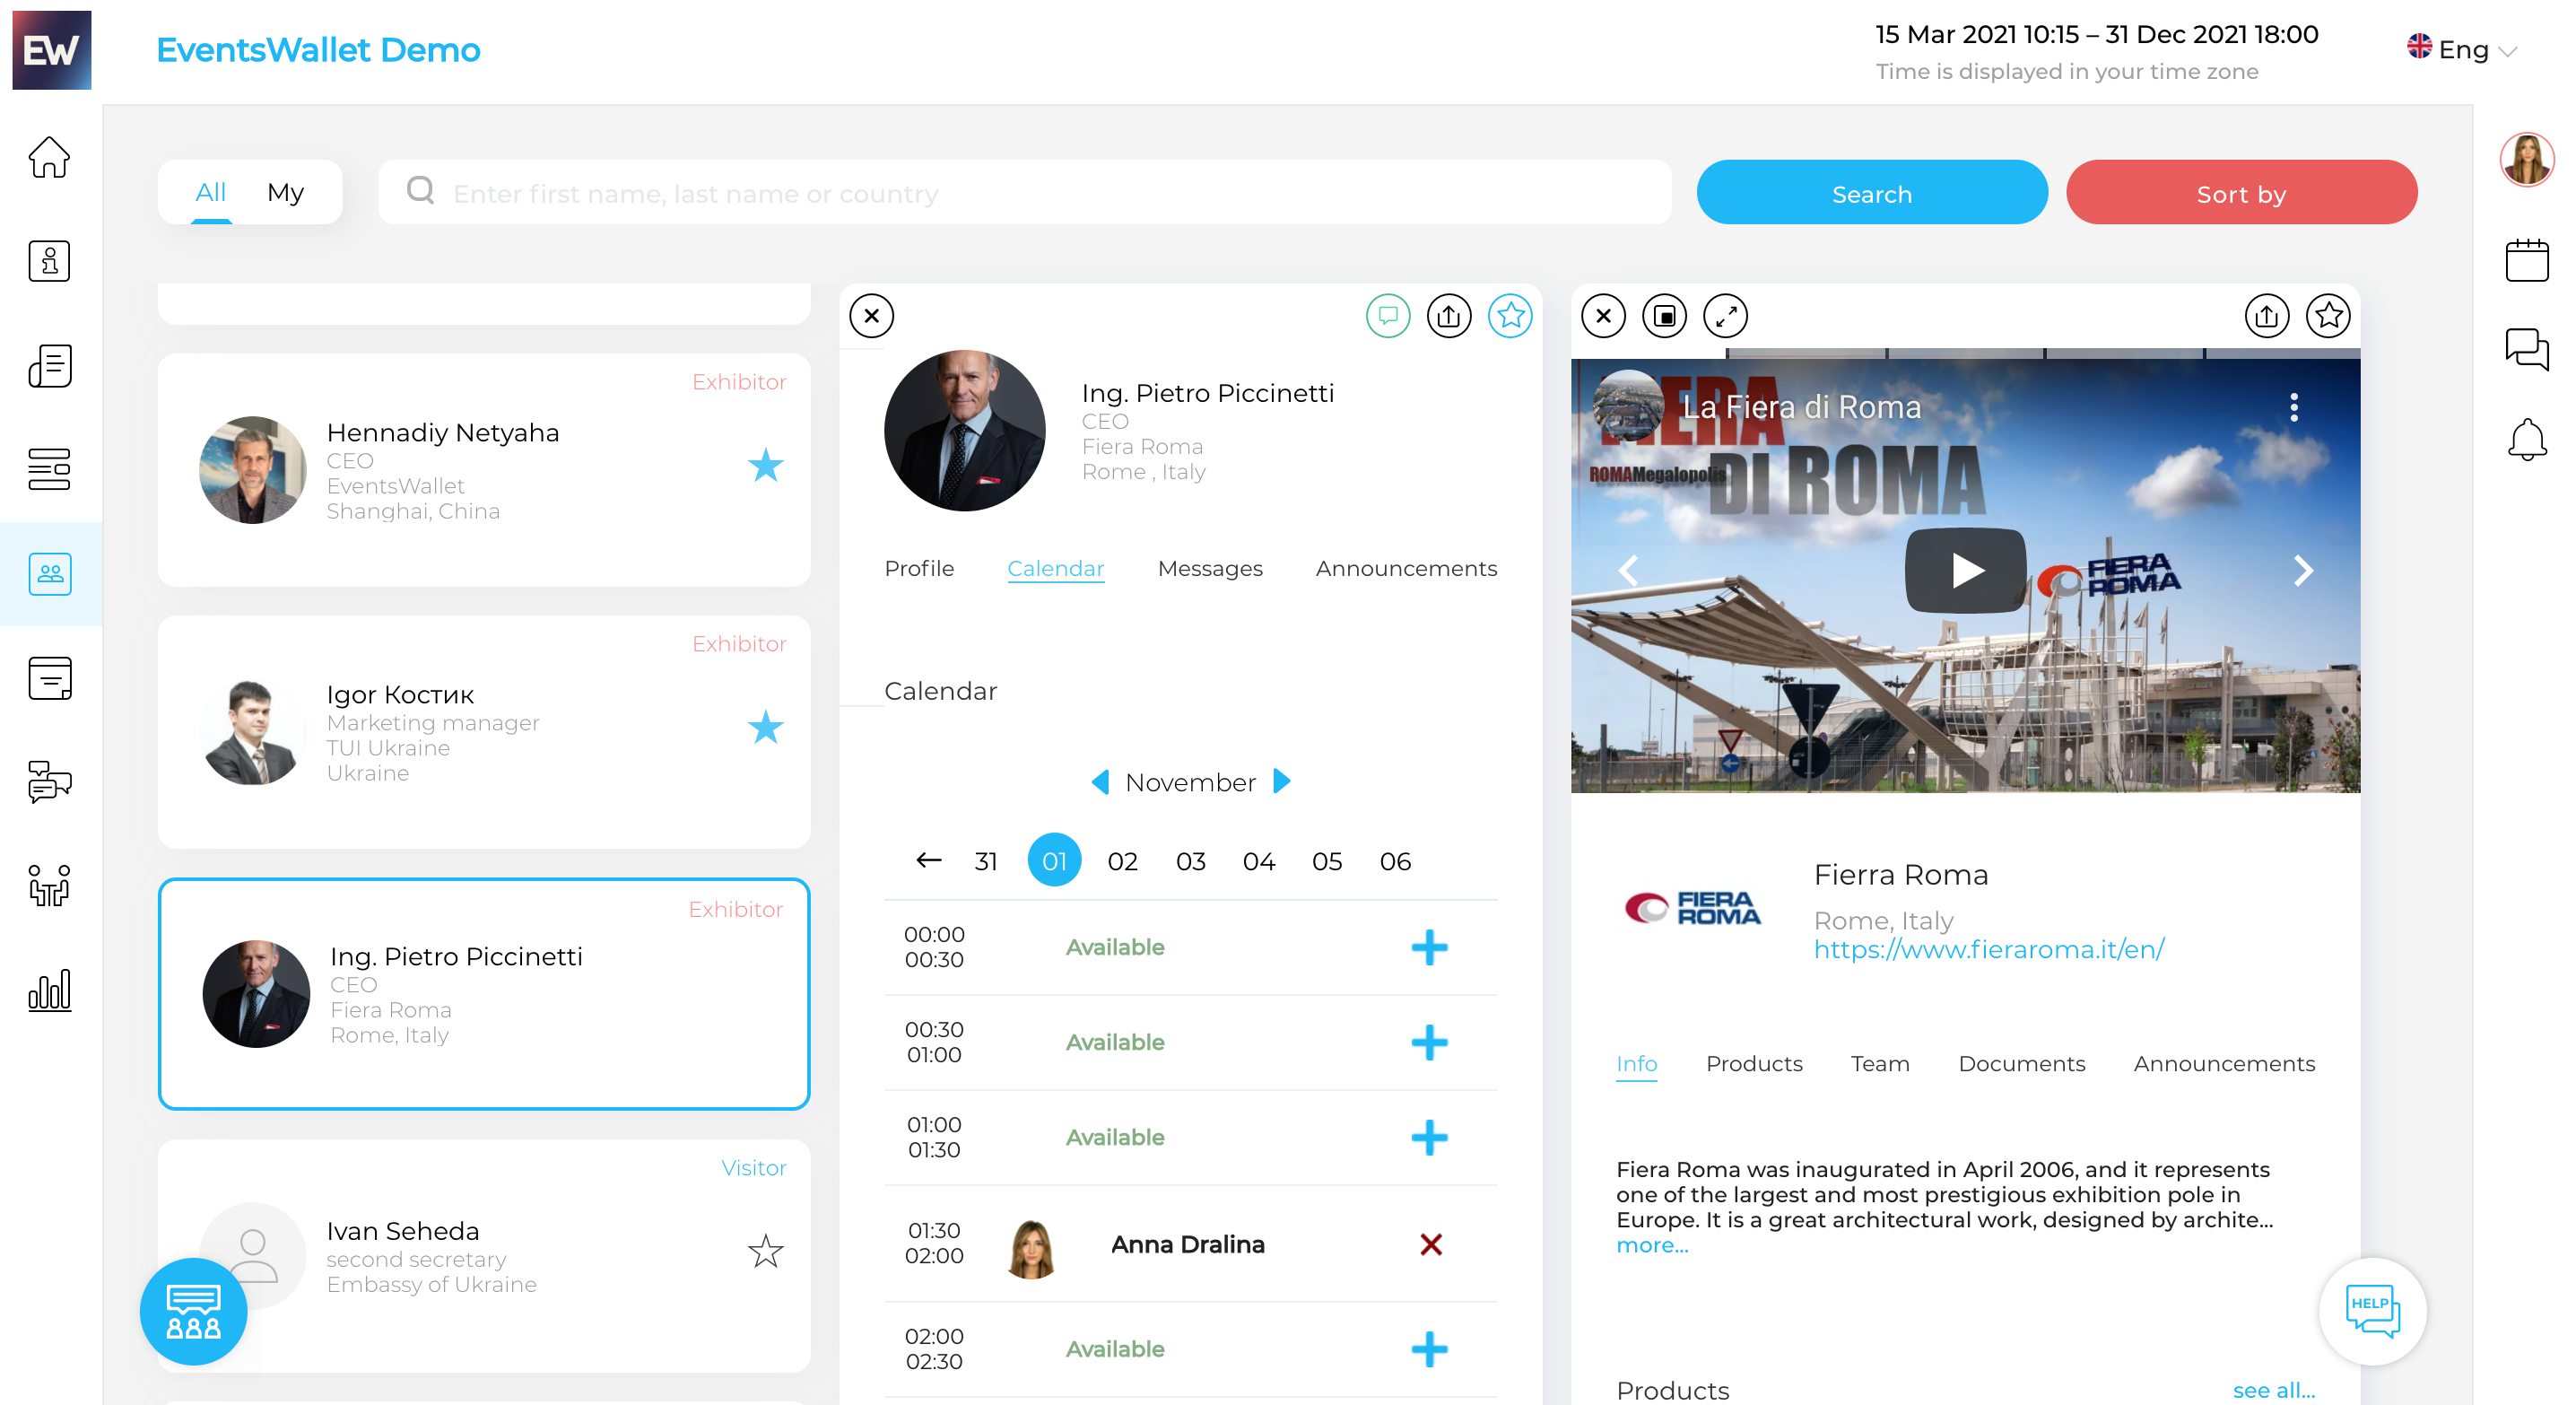 EW
EventsWallet Demo
15 Mar 2021 10:15 – 31 Dec 2021 18:00
Time is displayed in your time zone
Eng
All
My
Enter first name, last name or country
Search
Sort by
Exhibitor
Hennadiy Netyaha
CEO
EventsWallet
Shanghai, China
Exhibitor
Igor Костик
Marketing manager
TUI Ukraine
Ukraine
Exhibitor
Ing. Pietro Piccinetti
CEO
Fiera Roma
Rome, Italy
Visitor
Ivan Seheda
second secretary
Embassy of Ukraine
Ing. Pietro Piccinetti
CEO
Fiera Roma
Rome , Italy
Profile
Calendar
Messages
Announcements
Calendar
November
31 01 02 03 04 05 06
00:00
00:30
Available
00:30
01:00
Available
01:00
01:30
Available
01:30
02:00
Anna Dralina
02:00
02:30
Available
La Fiera di Roma
FIERA
DI ROMA
ROMAMegalopolis
FIERA
ROMA
FIERA
ROMA
Fierra Roma
Rome, Italy
https://www.fieraroma.it/en/
Info
Products
Team
Documents
Announcements
Fiera Roma was inaugurated in April 2006, and it represents
one of the largest and most prestigious exhibition pole in
Europe. It is a great architectural work, designed by archite...
more...
HELP
Products
see all...